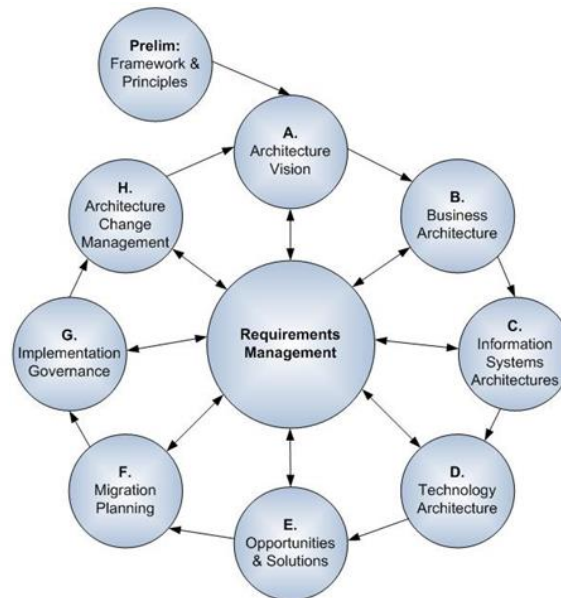 Prelim:
Framework &
Principles
A.
Architecture
Vision
B.
Business
Architecture
C.
Information
Systems
Architectures
D.
Technology
Architecture
E.
Opportunities
& Solutions
F.
Migration
Planning
G.
Implementation
Governance
H.
Architecture
Change
Management
Requirements
Management